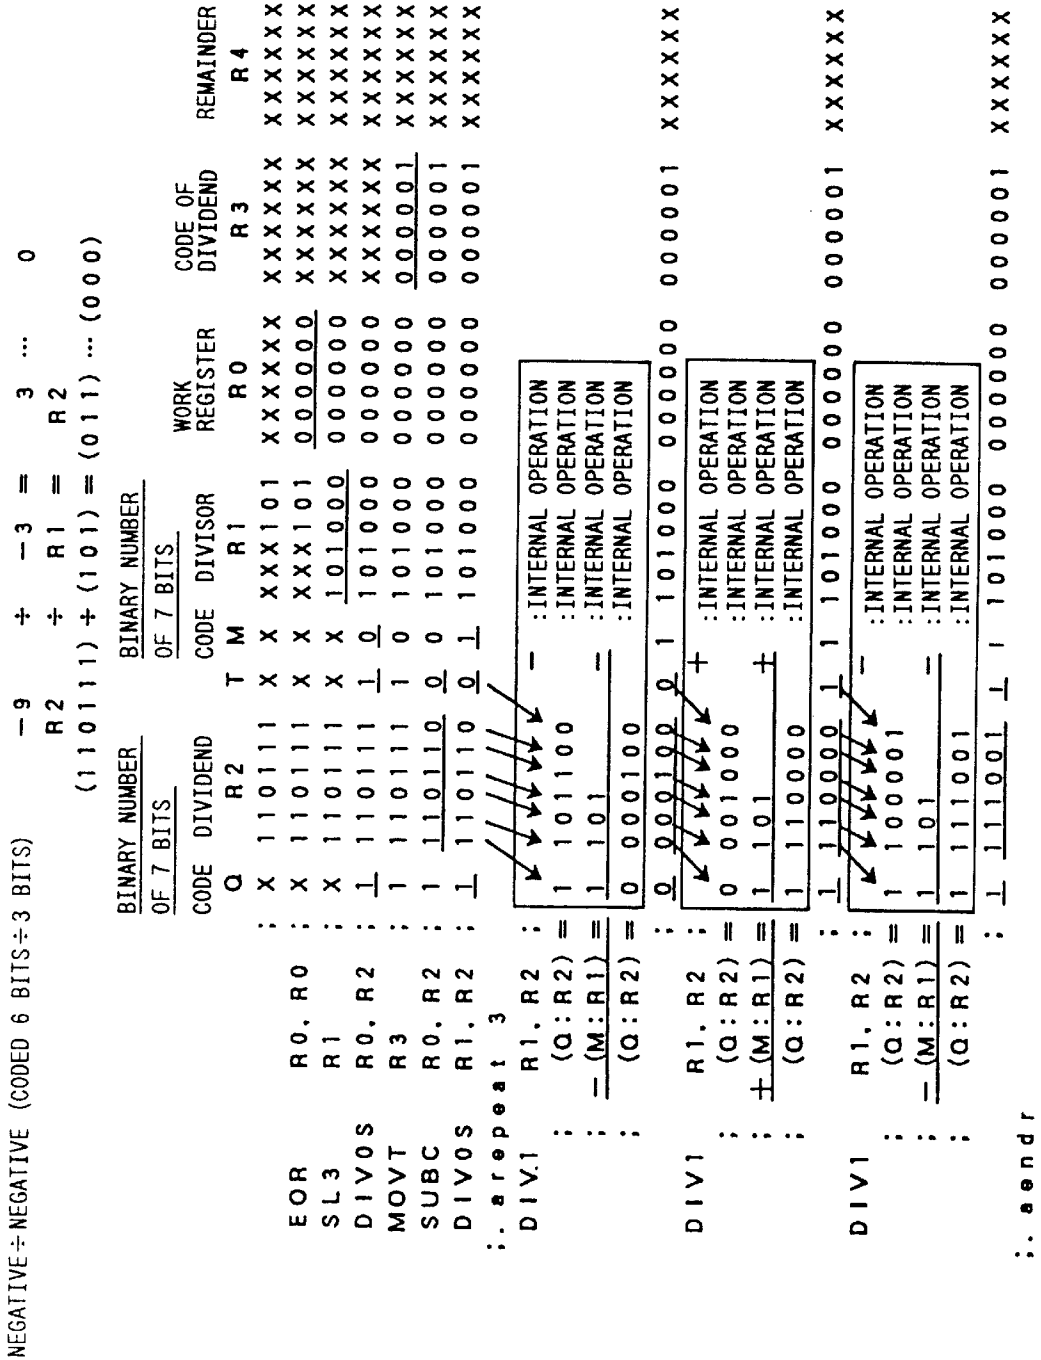 NEGATIVE÷NEGATIVE (CODED 6 BITS÷3 BITS)
−9 ÷ −3 = 3 … 0
R2 ÷ R1 = R2
(110111)÷(101)=(011)…(000)
BINARY NUMBER OF 7 BITS BINARY NUMBER OF 7 BITS
CODE DIVIDEND CODE DIVISOR WORK REGISTER CODE OF DIVIDEND REMAINDER
Q R2 T M R1 R0 R3 R4
EOR R0, R0 ; X 110111 X X XXX101 XXXXXX XXXXXX XXXXXX
SL3 R1 ; X 110111 X X XXX101 000000 XXXXXX XXXXXX
DIV0S R0, R2 ; X 110111 X X 101000 000000 XXXXXX XXXXXX
MOVT R3 ; 1 110111 1 0 101000 000000 XXXXXX XXXXXX
SUBC R0, R2 ; 1 110111 1 0 101000 000000 000001 XXXXXX
DIV0S R1, R2 ; 1 110110 0 0 101000 000000 000001 XXXXXX
;. arepeat 3 1 110110 0 1 101000 000000 000001 XXXXXX
DIV1 R1, R2 ;
; (Q:R2) = 1 101100 − :INTERNAL OPERATION
; − (M:R1) = 1 101 :INTERNAL OPERATION
; (Q:R2) = 0 000100 − :INTERNAL OPERATION
:INTERNAL OPERATION
; 0 000100 0 1 101000 000000 000001 XXXXXX
DIV1 R1, R2 ;
; (Q:R2) = 0 001000 + :INTERNAL OPERATION
; + (M:R1) = 1 101 :INTERNAL OPERATION
; (Q:R2) = 1 110000 + :INTERNAL OPERATION
:INTERNAL OPERATION
; 1 110000 1 1 101000 000000 000001 XXXXXX
DIV1 R1, R2 ;
; (Q:R2) = 1 100001 − :INTERNAL OPERATION
; − (M:R1) = 1 101 :INTERNAL OPERATION
; (Q:R2) = 1 111001 − :INTERNAL OPERATION
:INTERNAL OPERATION
;. aendr ; 1 111001 1 1 101000 000000 000001 XXXXXX